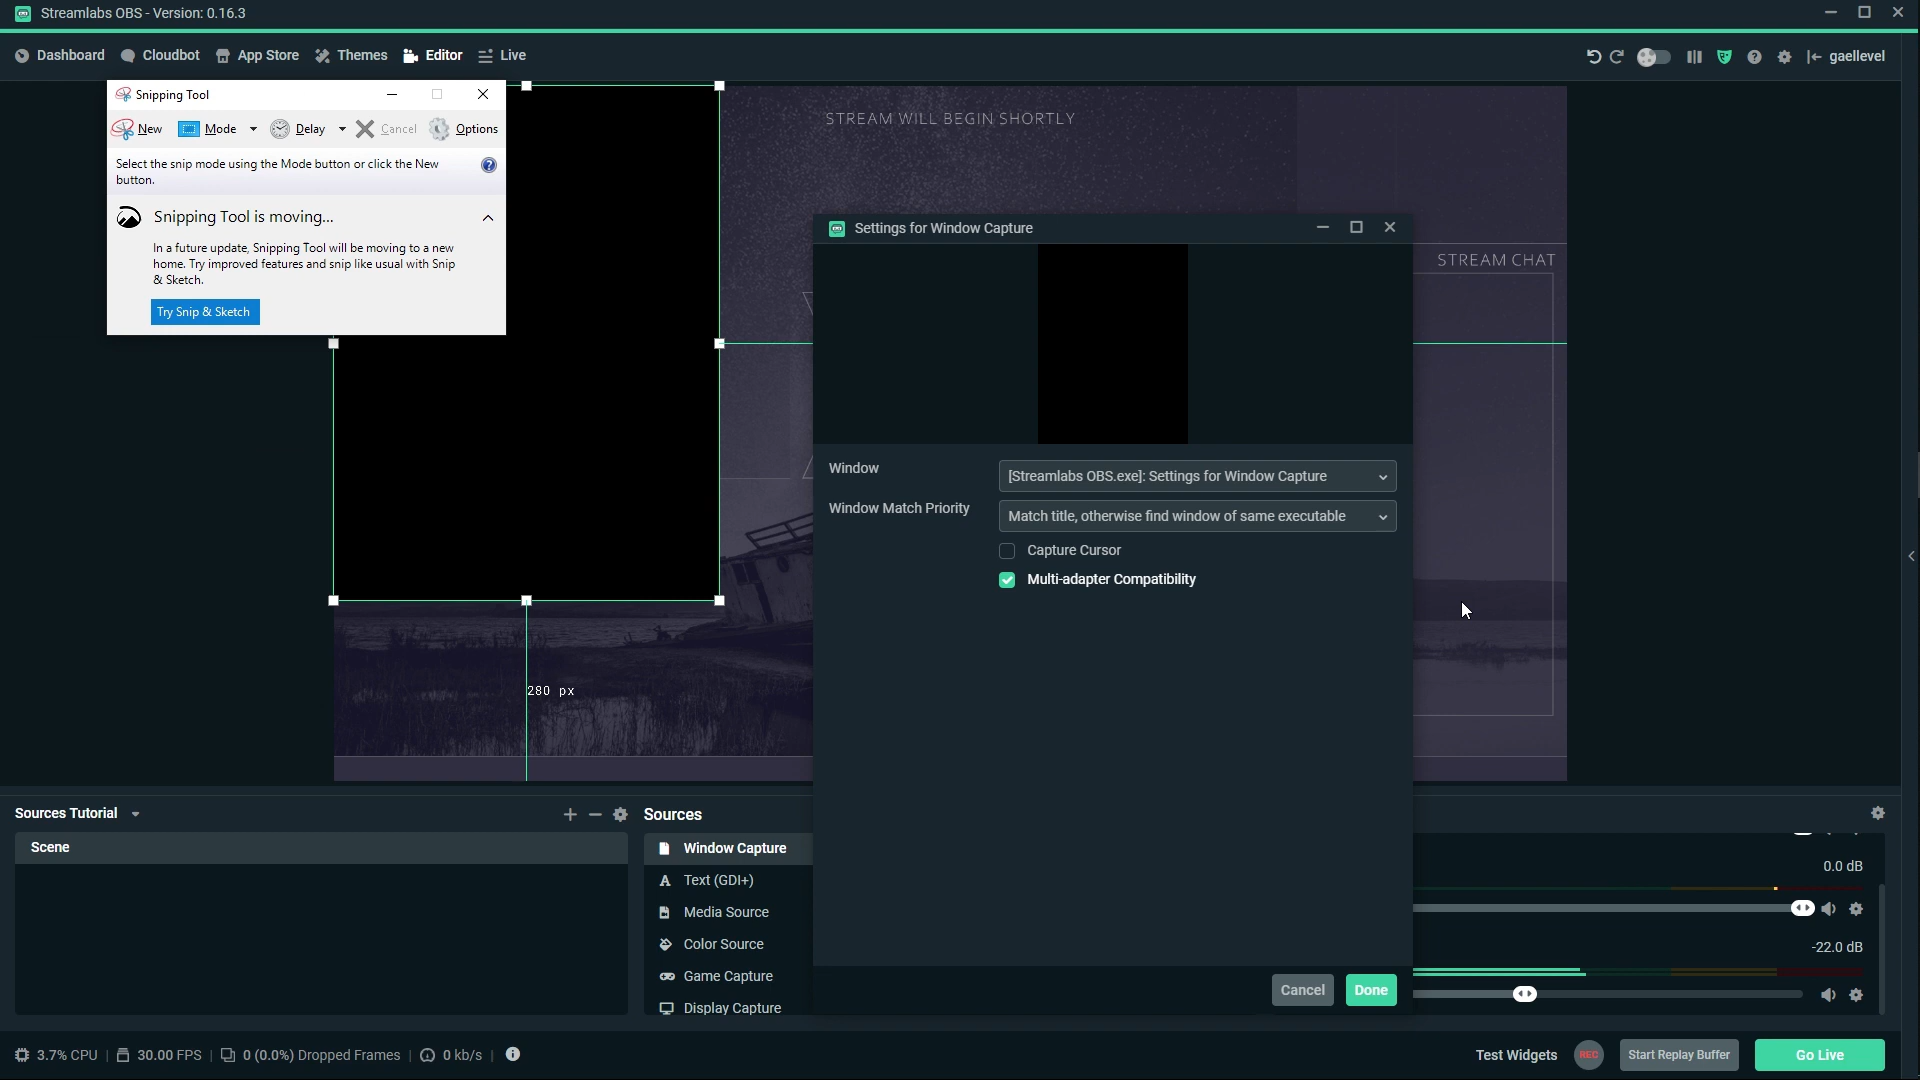 Streamlabs OBS - Version: 0.16.3
Dashboard Cloudbot App Store Themes Editor Live
gaellevel
Snipping Tool
New Mode Delay Cancel Options
Select the snip mode using the Mode button or click the New
button.
Snipping Tool is moving...
In a future update, Snipping Tool will be moving to a new
home. Try improved features and snip like usual with Snip
& Sketch.
Try Snip & Sketch
STREAM WILL BEGIN SHORTLY
STREAM CHAT
280 px
Settings for Window Capture
Window
[Streamlabs OBS.exe]: Settings for Window Capture
Window Match Priority
Match title, otherwise find window of same executable
Capture Cursor
Multi-adapter Compatibility
Cancel Done
Sources Tutorial
Scene
Sources
Window Capture
Text (GDI+)
Media Source
Color Source
Game Capture
Display Capture
0.0 dB
-22.0 dB
3.7% CPU | 30.00 FPS | 0 (0.0%) Dropped Frames | 0 kb/s |
Test Widgets REC Start Replay Buffer Go Live